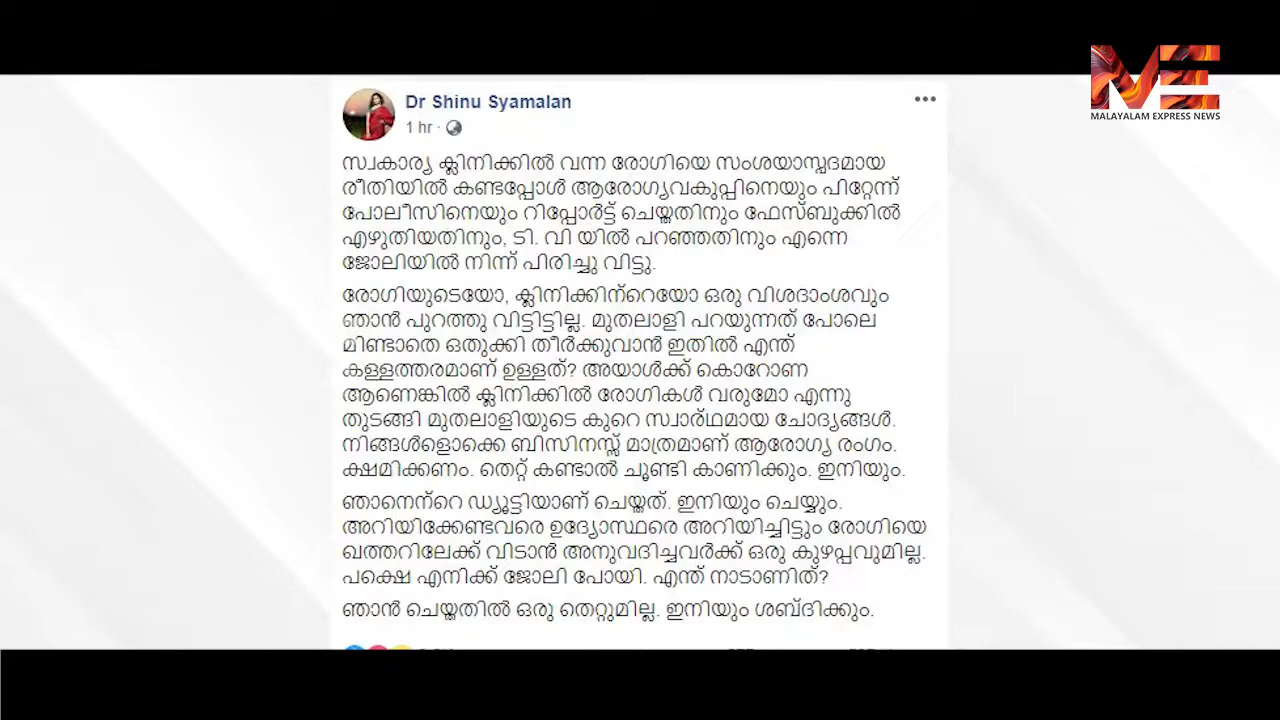 ME
MALAYALAM EXPRESS NEWS
Dr Shinu Syamalan
1 hr ·
സ്വകാര്യ ക്ലിനിക്കിൽ വന്ന രോഗിയെ സംശയാസ്പദമായ
രീതിയിൽ കണ്ടപ്പോൾ ആരോഗ്യവകുപ്പിനെയും പിറ്റേന്ന്
പോലീസിനെയും റിപ്പോർട്ട് ചെയ്തതിനും ഫേസ്ബുക്കിൽ
എഴുതിയതിനും, ടി. വി യിൽ പറഞ്ഞതിനും എന്നെ
ജോലിയിൽ നിന്ന് പിരിച്ചു വിട്ടു.
രോഗിയുടെയോ, ക്ലിനിക്കിന്റെയോ ഒരു വിശദാംശവും
ഞാൻ പുറത്തു വിട്ടിട്ടില്ല. മുതലാളി പറയുന്നത് പോലെ
മിണ്ടാതെ ഒതുക്കി തീർക്കുവാൻ ഇതിൽ എന്ത്
കള്ളത്തരമാണ് ഉള്ളത്? അയാൾക്ക് കൊറോണ
ആണെങ്കിൽ ക്ലിനിക്കിൽ രോഗികൾ വരുമോ എന്നു
തുടങ്ങി മുതലാളിയുടെ കുറെ സ്വാർഥമായ ചോദ്യങ്ങൾ.
നിങ്ങൾളൊക്കെ ബിസിനസ്സ് മാത്രമാണ് ആരോഗ്യ രംഗം.
ക്ഷമിക്കണം. തെറ്റ് കണ്ടാൽ ചൂണ്ടി കാണിക്കും. ഇനിയും.
ഞാനെന്റെ ഡ്യൂട്ടിയാണ് ചെയ്തത്. ഇനിയും ചെയ്യും.
അറിയിക്കേണ്ടവരെ ഉദ്യോസ്ഥരെ അറിയിച്ചിട്ടും രോഗിയെ
ഖത്തറിലേക്ക് വിടാൻ അനുവദിച്ചവർക്ക് ഒരു കുഴപ്പവുമില്ല.
പക്ഷെ എനിക്ക് ജോലി പോയി. എന്ത് നാടാണിത്?
ഞാൻ ചെയ്തതിൽ ഒരു തെറ്റുമില്ല. ഇനിയും ശബ്ദിക്കും.